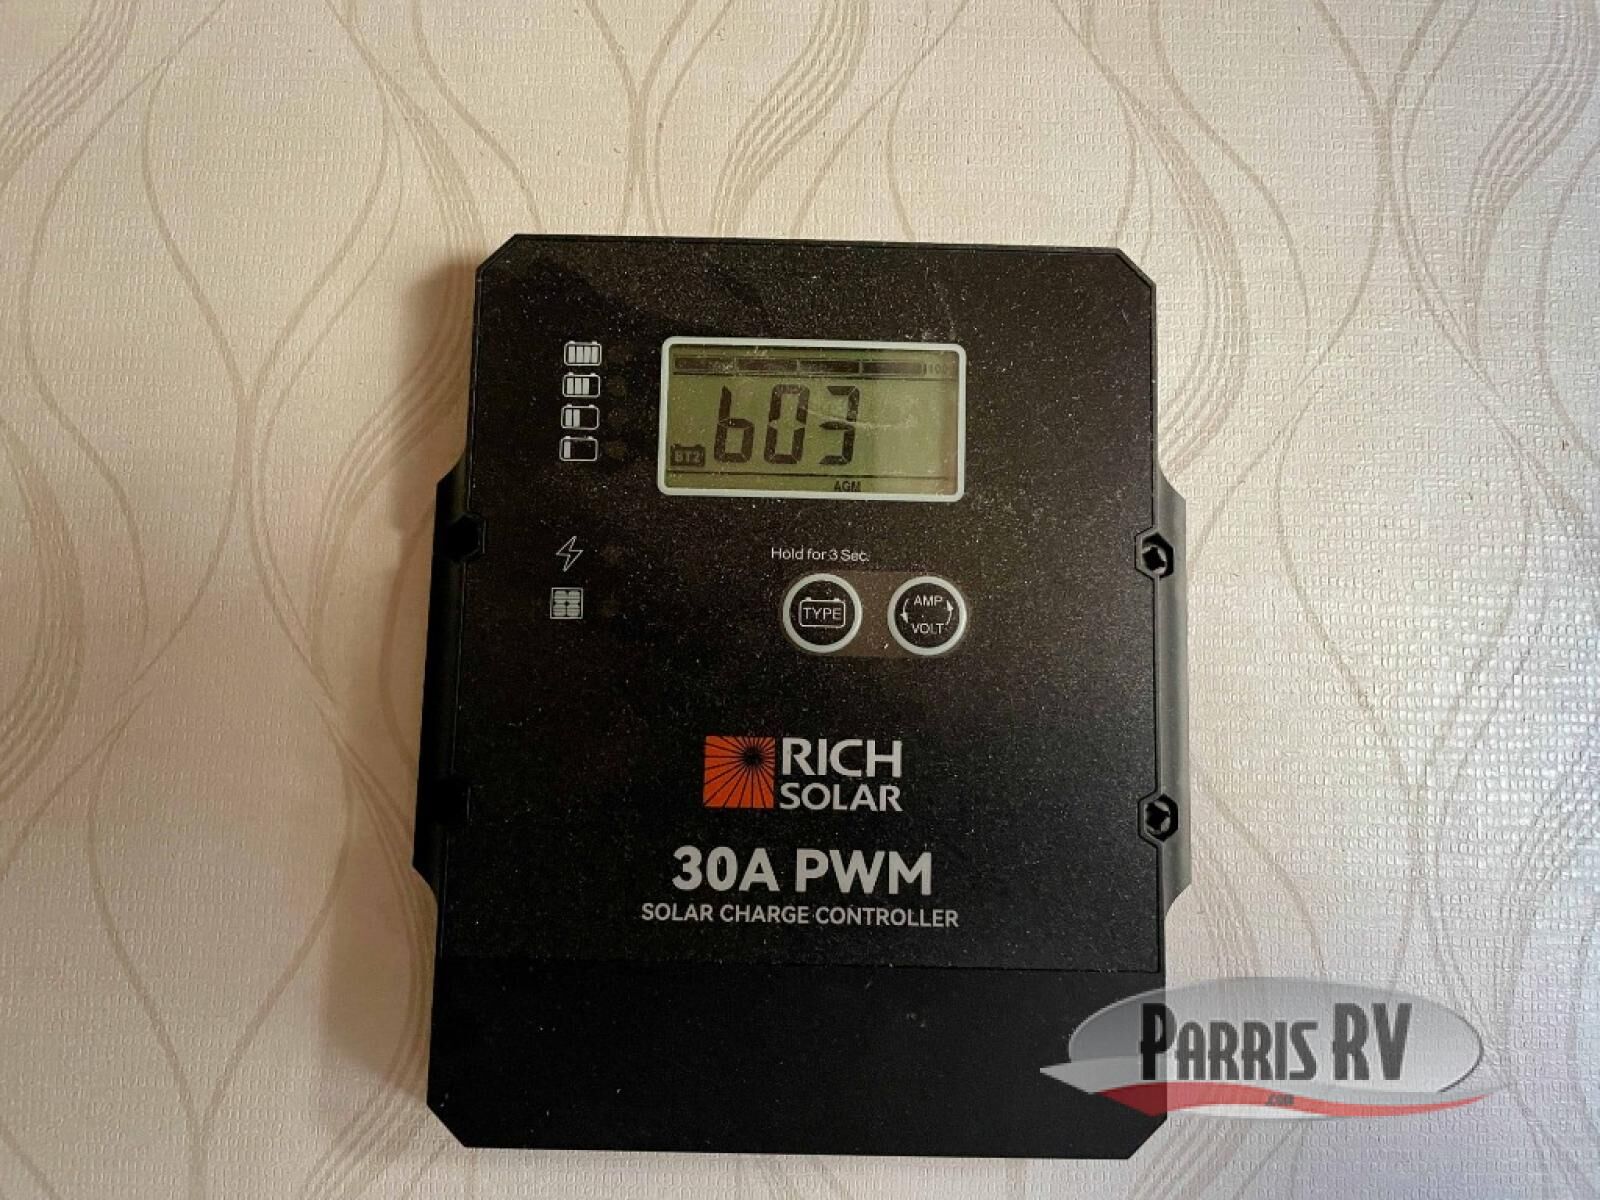 100
b03
BT2
AGM
Hold for 3 Sec.
TYPE
AMP
VOLT
RICH
SOLAR
30A PWM
SOLAR CHARGE CONTROLLER
PARRIS RV
.com